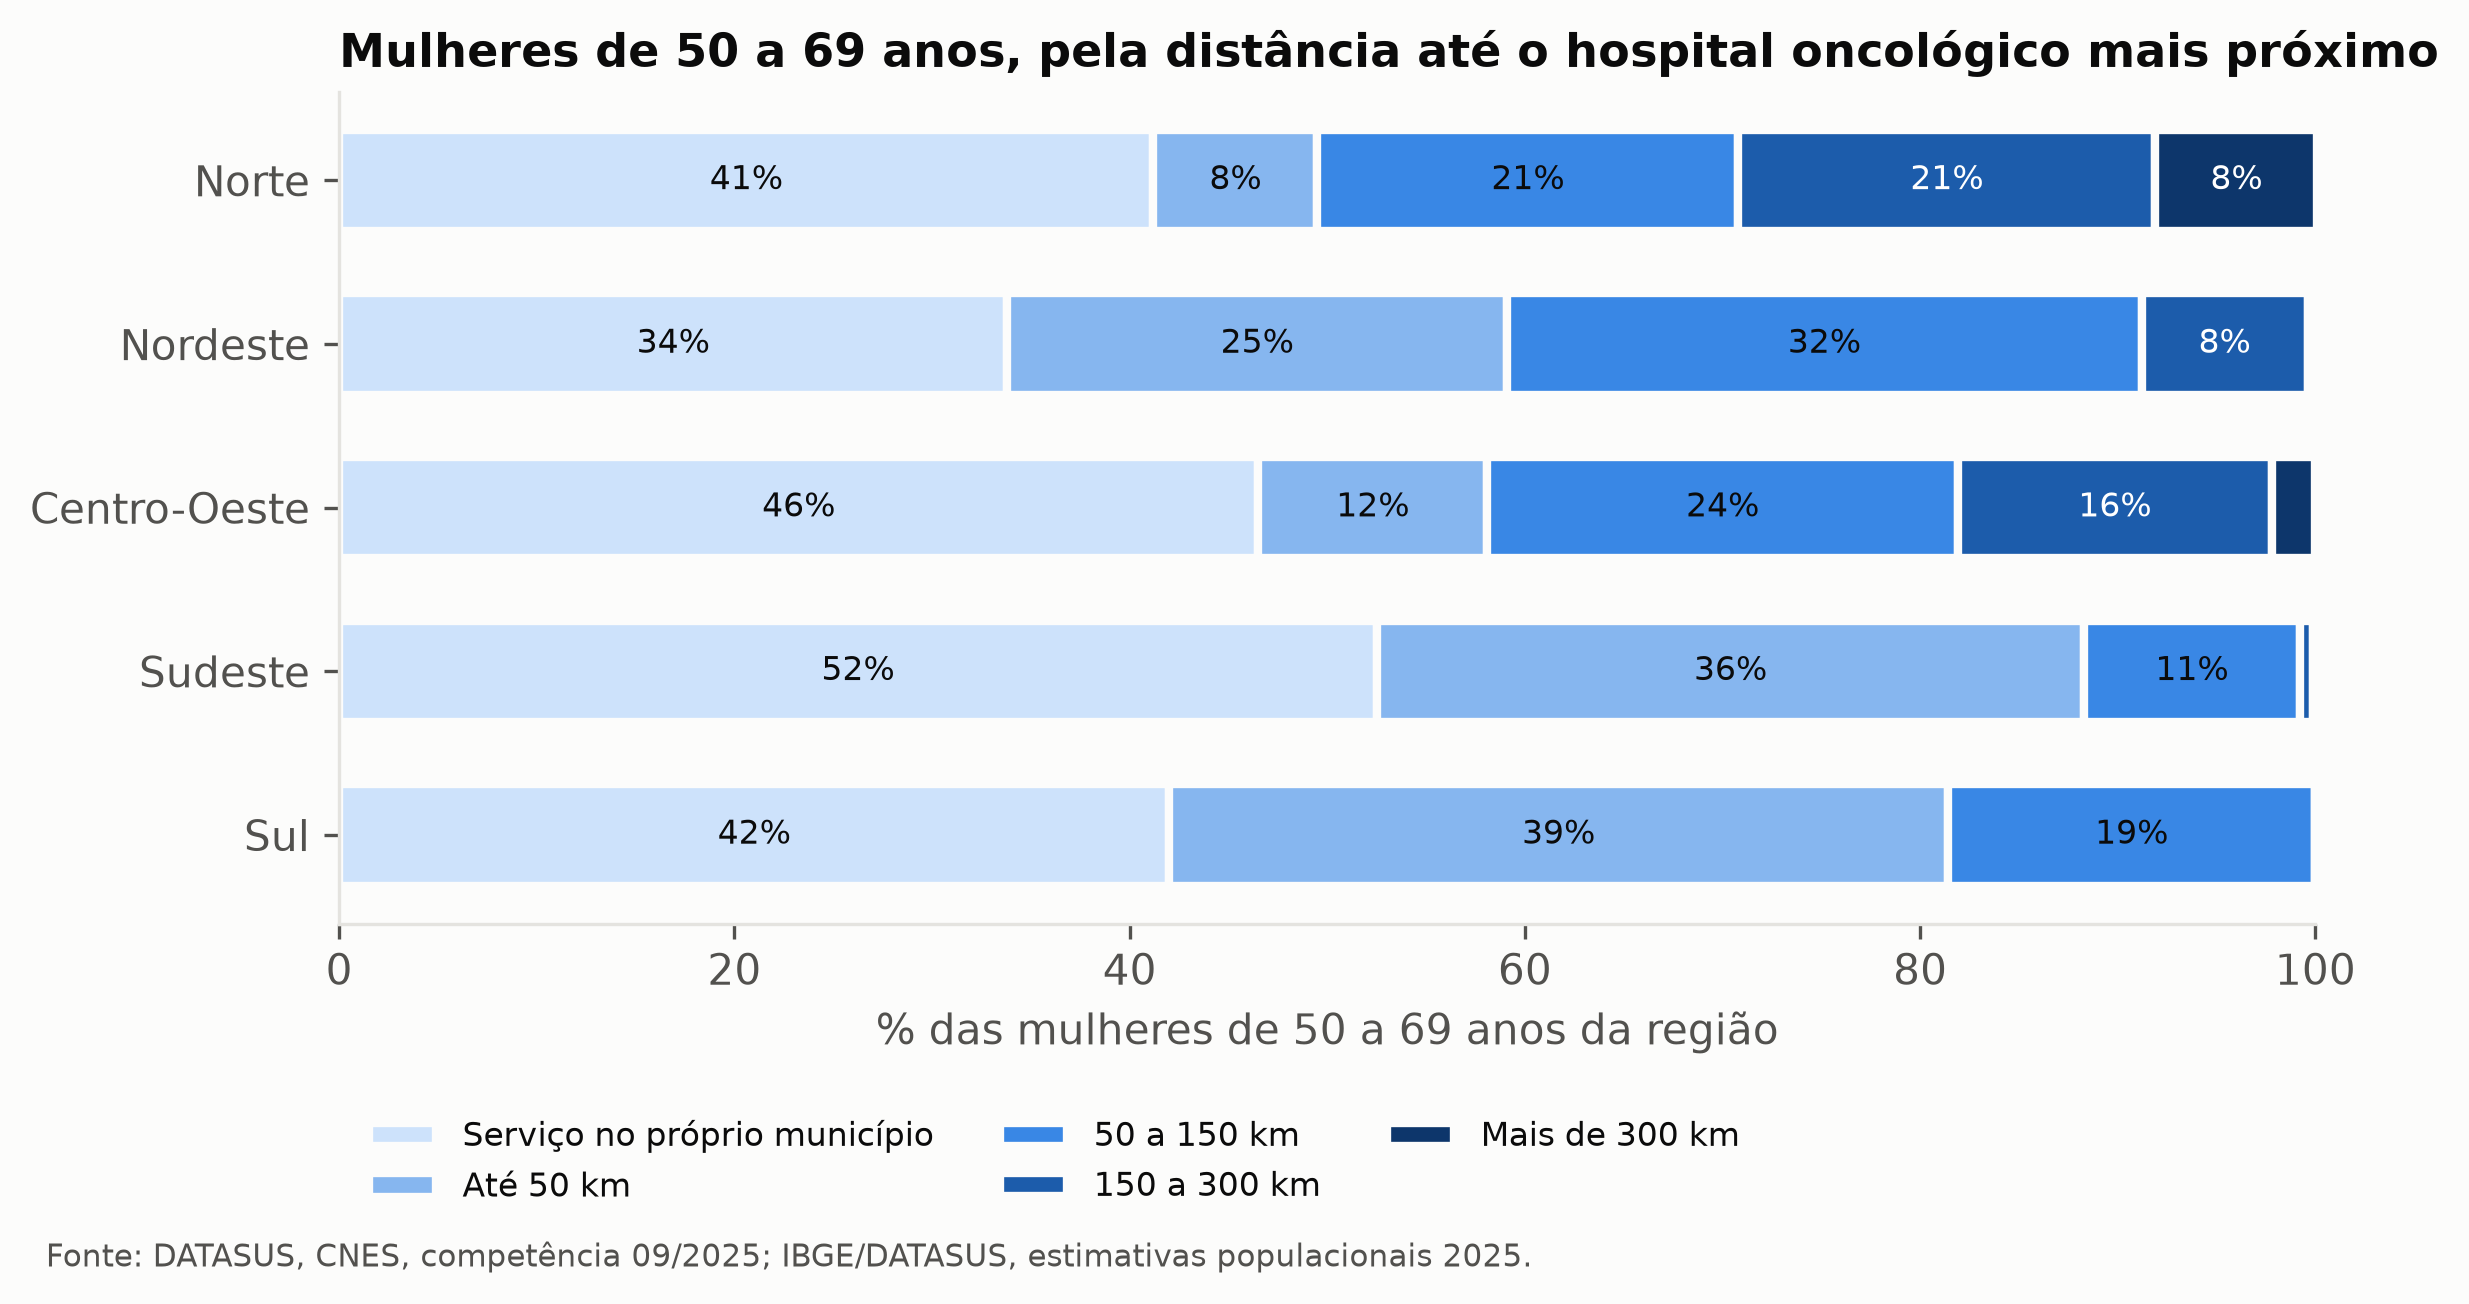 Mulheres de 50 a 69 anos, pela distância até o hospital oncológico mais próximo
Norte 41% 8% 21% 21% 8%
Nordeste 34% 25% 32% 8%
Centro-Oeste 46% 12% 24% 16%
Sudeste 52% 36% 11%
Sul 42% 39% 19%
0 20 40 60 80 100
% das mulheres de 50 a 69 anos da região
Serviço no próprio município 50 a 150 km Mais de 300 km
Até 50 km 150 a 300 km
Fonte: DATASUS, CNES, competência 09/2025; IBGE/DATASUS, estimativas populacionais 2025.